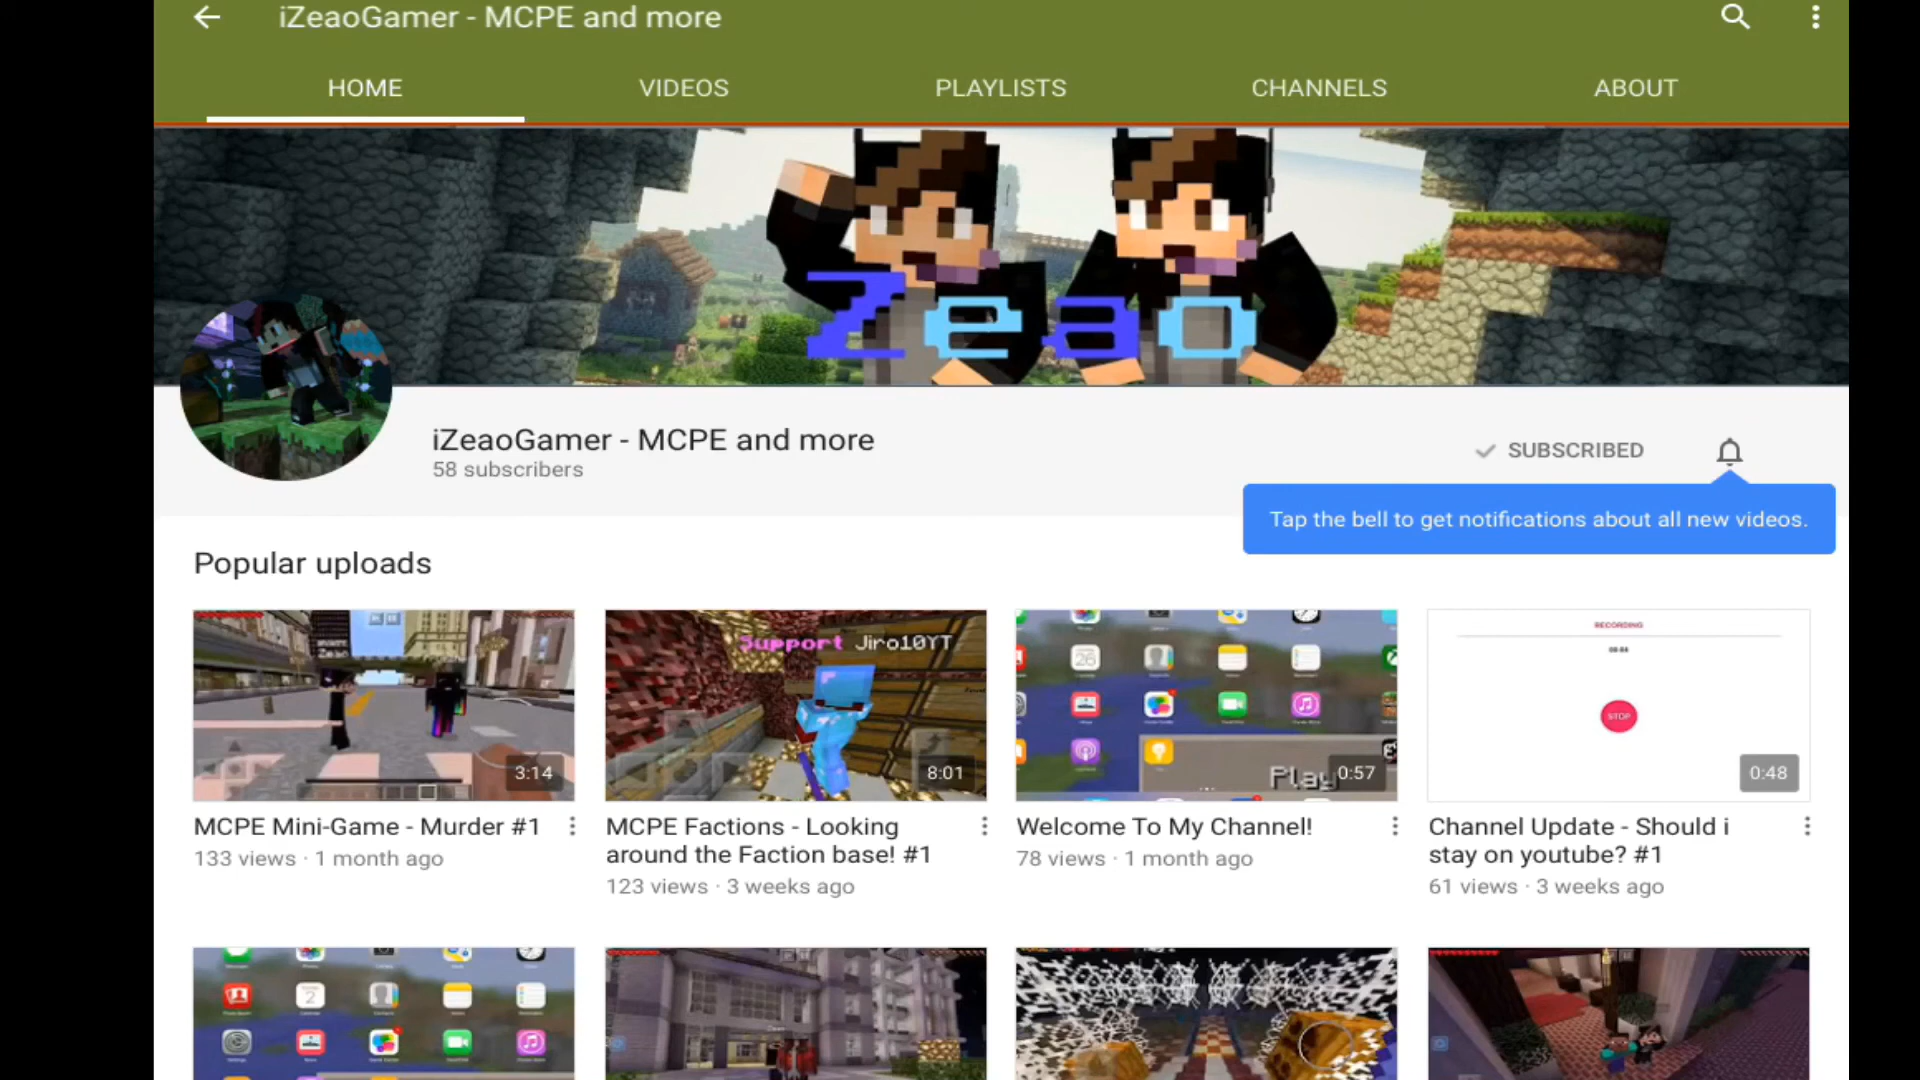 iZeaoGamer - MCPE and more
HOME
VIDEOS
PLAYLISTS
CHANNELS
ABOUT
Zeao
iZeaoGamer - MCPE and more
58 subscribers
SUBSCRIBED
Tap the bell to get notifications about all new videos.
Popular uploads
3:14
Support Jiro10YT
8:01
Play
0:57
RECORDING
STOP
0:48
MCPE Mini-Game - Murder #1
133 views · 1 month ago
MCPE Factions - Looking
around the Faction base! #1
123 views · 3 weeks ago
Welcome To My Channel!
78 views · 1 month ago
Channel Update - Should i
stay on youtube? #1
61 views · 3 weeks ago